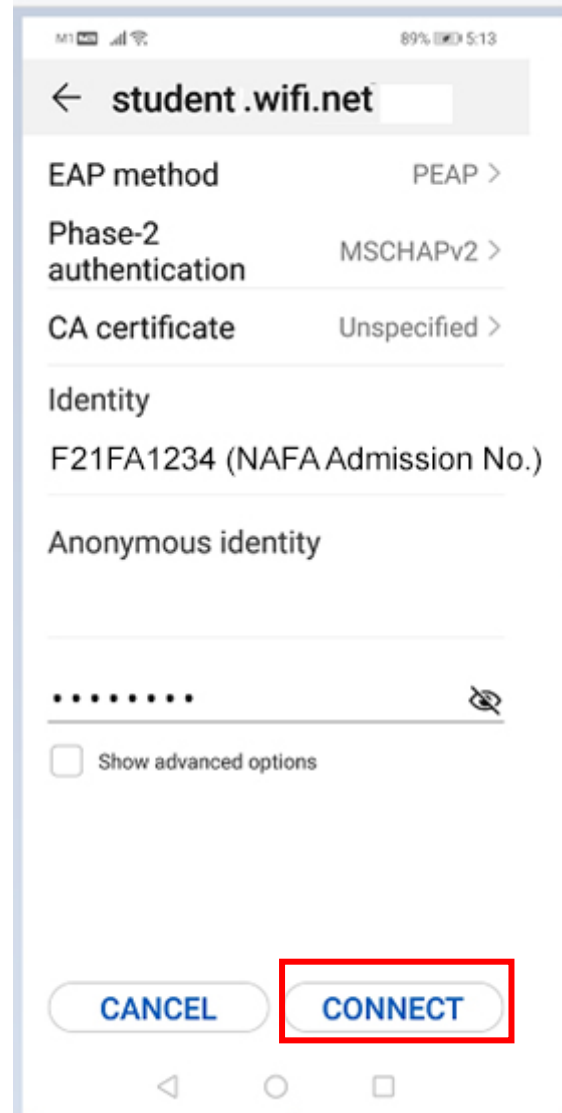 M1 89% 5:13
student .wifi.net
EAP method PEAP >
Phase-2
authentication MSCHAPv2 >
CA certificate Unspecified >
Identity
F21FA1234 (NAFA Admission No.)
Anonymous identity
••••••••
Show advanced options
CANCEL CONNECT